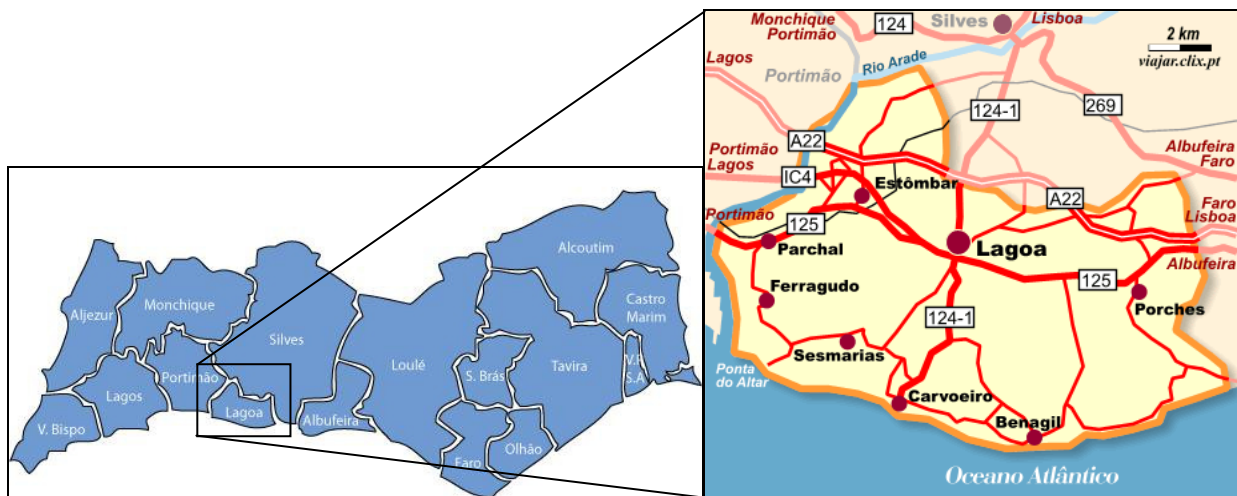 Alcoutim
Castro
Marim
Monchique
Aljezur
Silves
Loulé
Tavira
V.R.
S.A
Portimão
S. Brás
Lagos
Lagoa
Albufeira
V. Bispo
Olhão
Faro
Monchique
Portimão
124
Silves
Lisboa
2 km
viajar.clix.pt
Rio Arade
Lagos
Portimão
124-1
269
A22
Portimão
Lagos
Albufeira
Faro
IC4
Estômbar
A22
Faro
Lisboa
Portimão
125
Parchal
Lagoa
Albufeira
125
Ferragudo
Porches
124-1
Sesmarias
Ponta
do Altar
Carvoeiro
Benagil
Oceano Atlântico